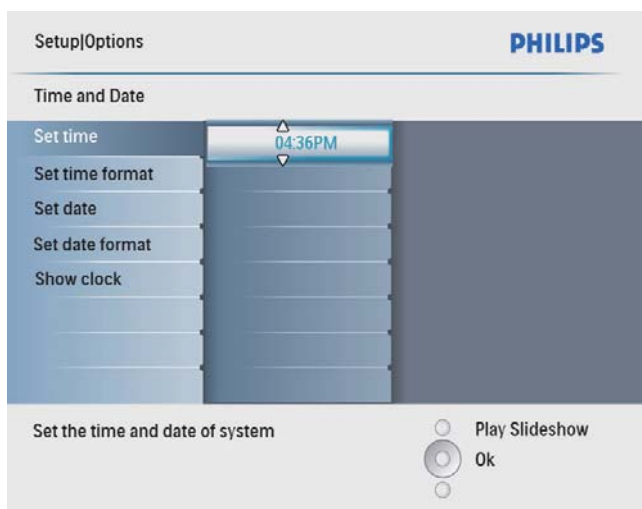 Setup|Options
PHILIPS
Time and Date
Set time
04:36PM
Set time format
Set date
Set date format
Show clock
Set the time and date of system
Play Slideshow
Ok